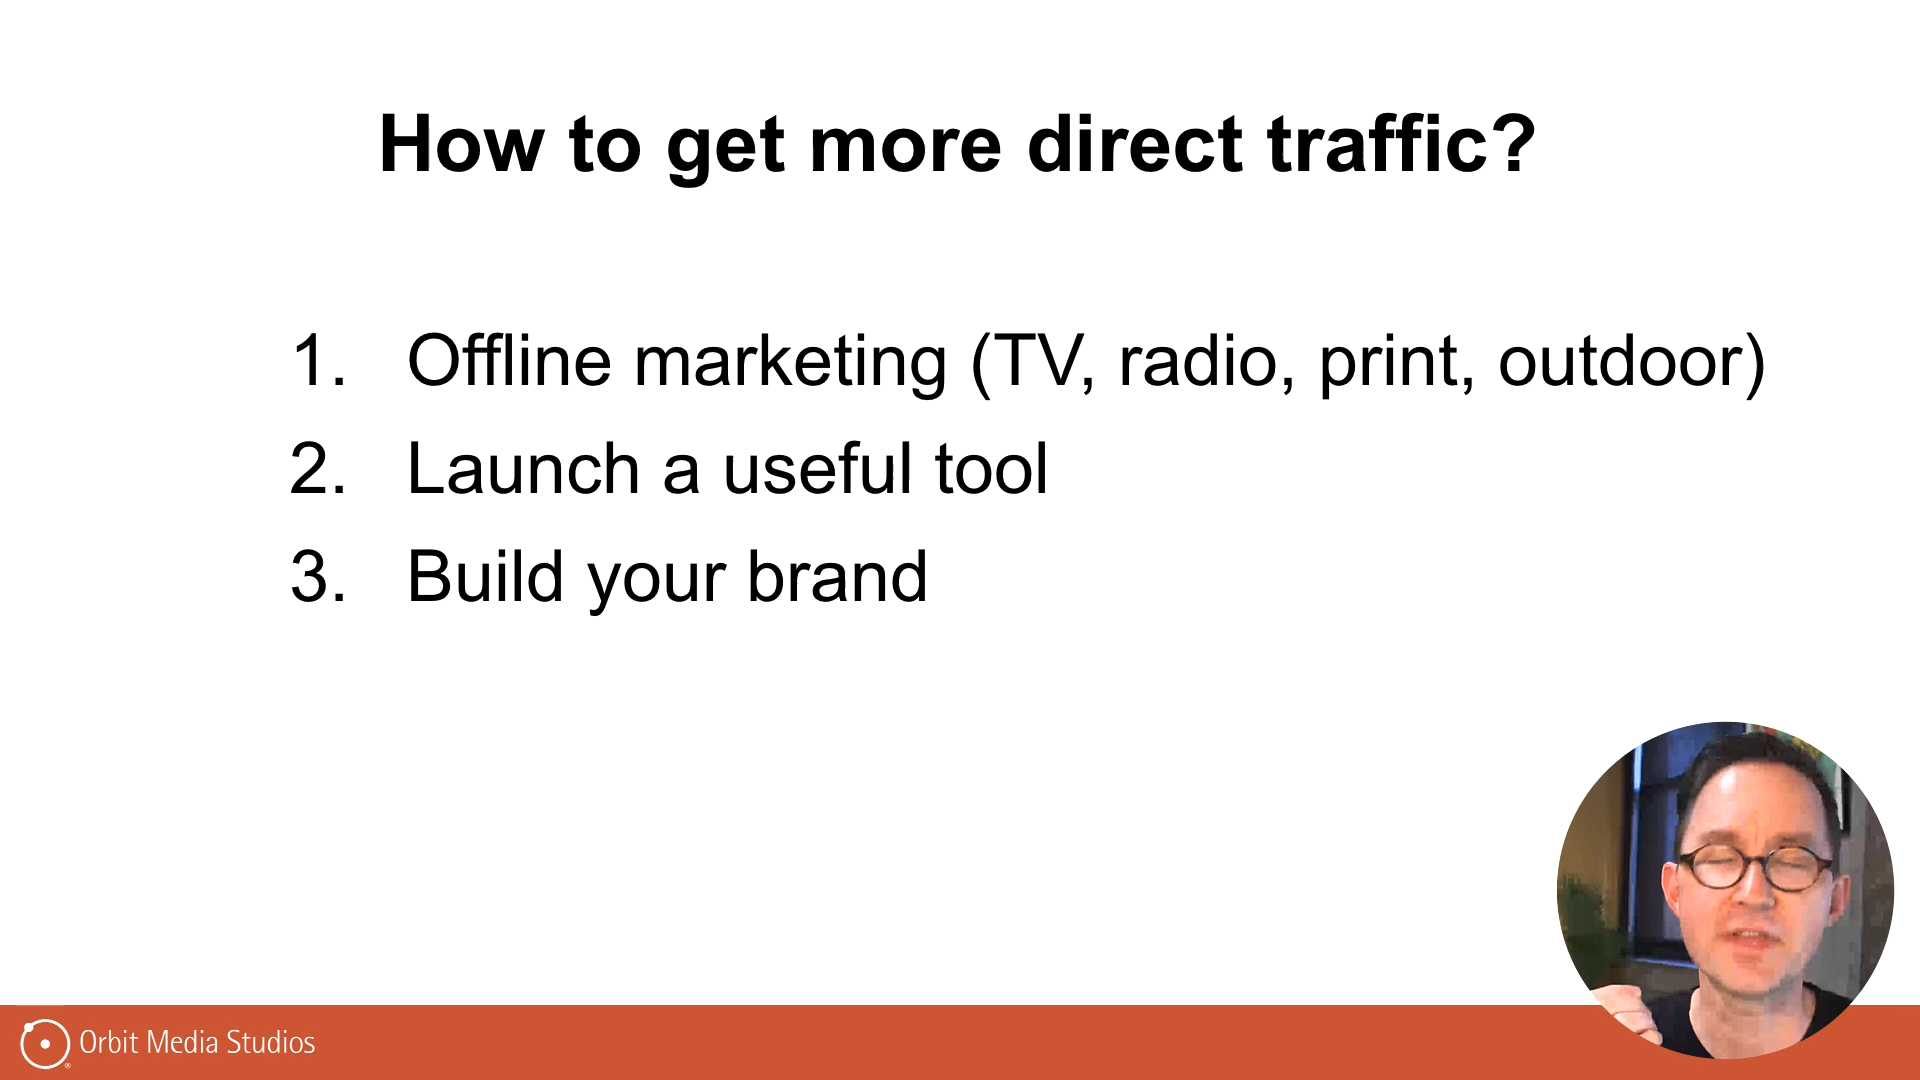 How to get more direct traffic?
1. Offline marketing (TV, radio, print, outdoor)
2. Launch a useful tool
3. Build your brand
Orbit Media Studios